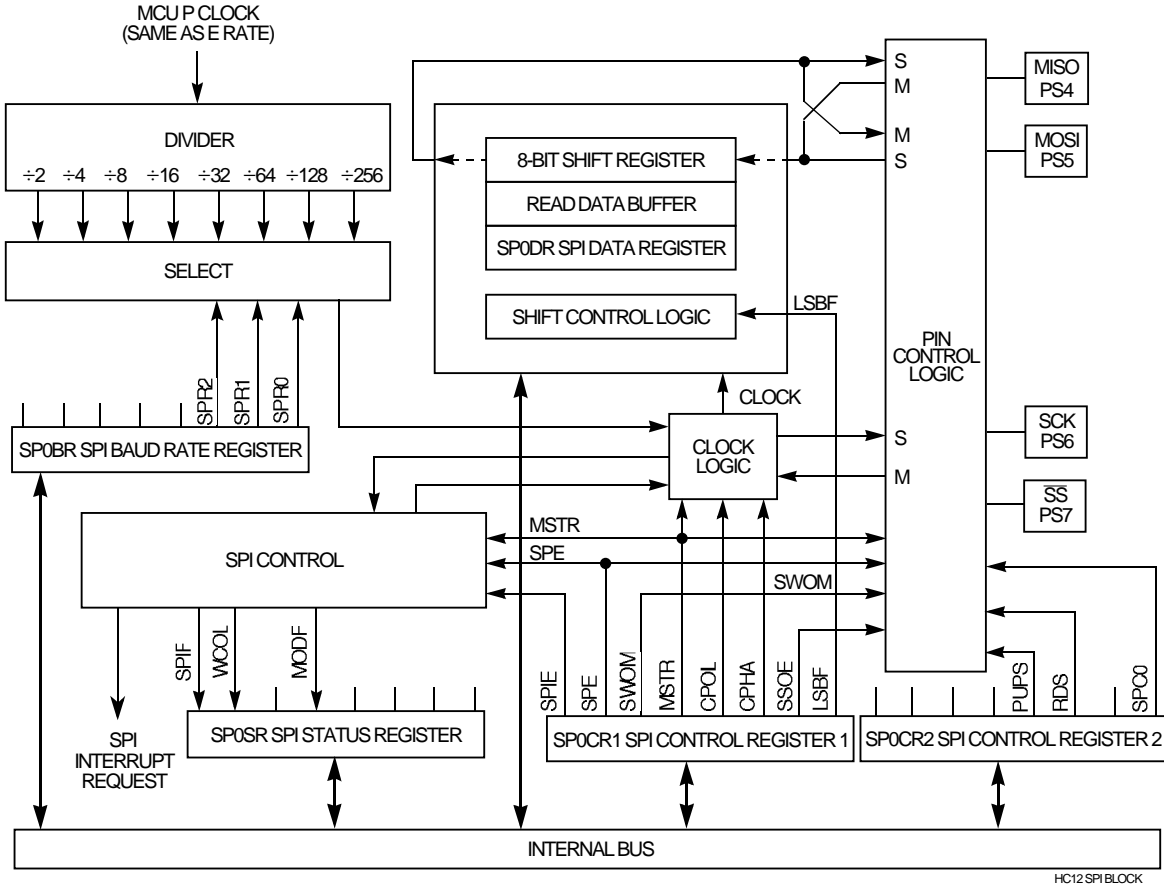 MCU P CLOCK
(SAME AS E RATE)
DIVIDER
÷2 ÷4 ÷8 ÷16 ÷32 ÷64 ÷128 ÷256
SELECT
SPR2
SPR1
SPR0
SP0BR SPI BAUD RATE REGISTER
8-BIT SHIFT REGISTER
READ DATA BUFFER
SP0DR SPI DATA REGISTER
SHIFT CONTROL LOGIC
LSBF
CLOCK
CLOCK
LOGIC
S
M
M
S
S
M
PIN
CONTROL
LOGIC
MISO
PS4
MOSI
PS5
SCK
PS6
SS
PS7
SPI CONTROL
MSTR
SPE
SWOM
SPIF
WCOL
MODF
SPI
INTERRUPT
REQUEST
SP0SR SPI STATUS REGISTER
SPIE
SPE
SWOM
MSTR
CPOL
CPHA
SSOE
LSBF
SP0CR1 SPI CONTROL REGISTER 1
PUPS
RDS
SPC0
SP0CR2 SPI CONTROL REGISTER 2
INTERNAL BUS
HC12 SPI BLOCK